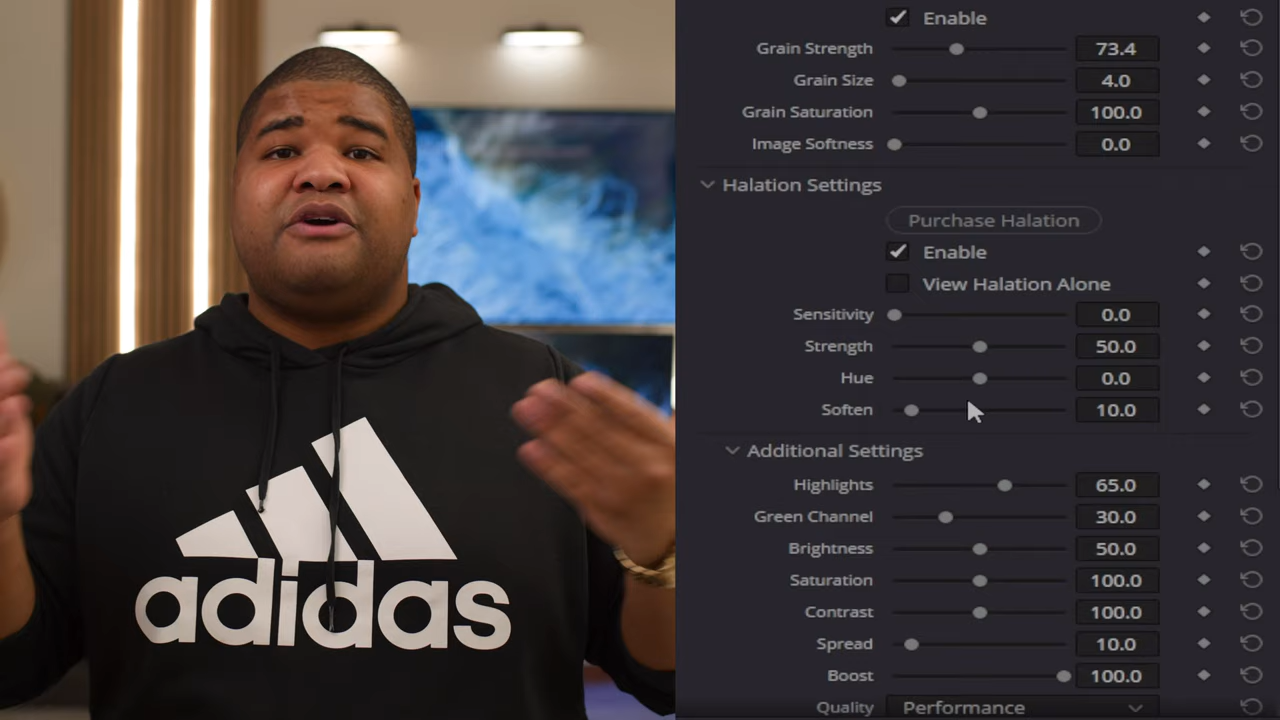 adidas
Enable
Grain Strength 73.4
Grain Size 4.0
Grain Saturation 100.0
Image Softness 0.0
Halation Settings
Purchase Halation
Enable
View Halation Alone
Sensitivity 0.0
Strength 50.0
Hue 0.0
Soften 10.0
Additional Settings
Highlights 65.0
Green Channel 30.0
Brightness 50.0
Saturation 100.0
Contrast 100.0
Spread 10.0
Boost 100.0
Quality Performance